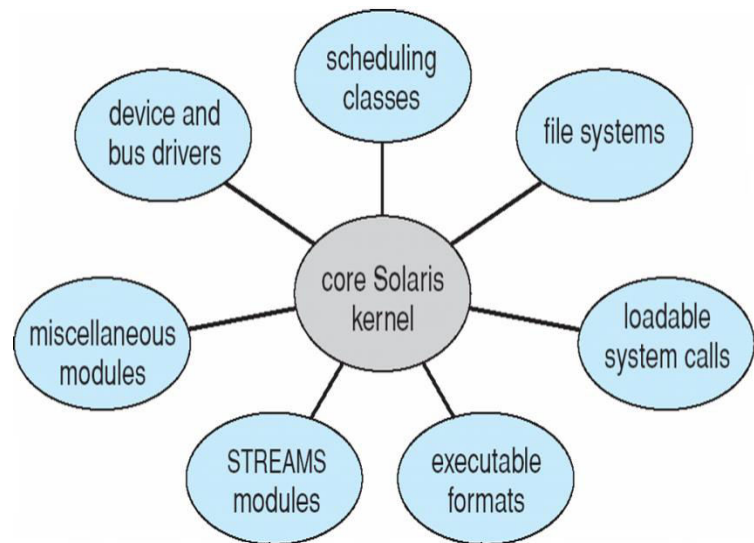 scheduling
classes
device and
bus drivers
file systems
core Solaris
kernel
loadable
system calls
miscellaneous
modules
STREAMS
modules
executable
formats